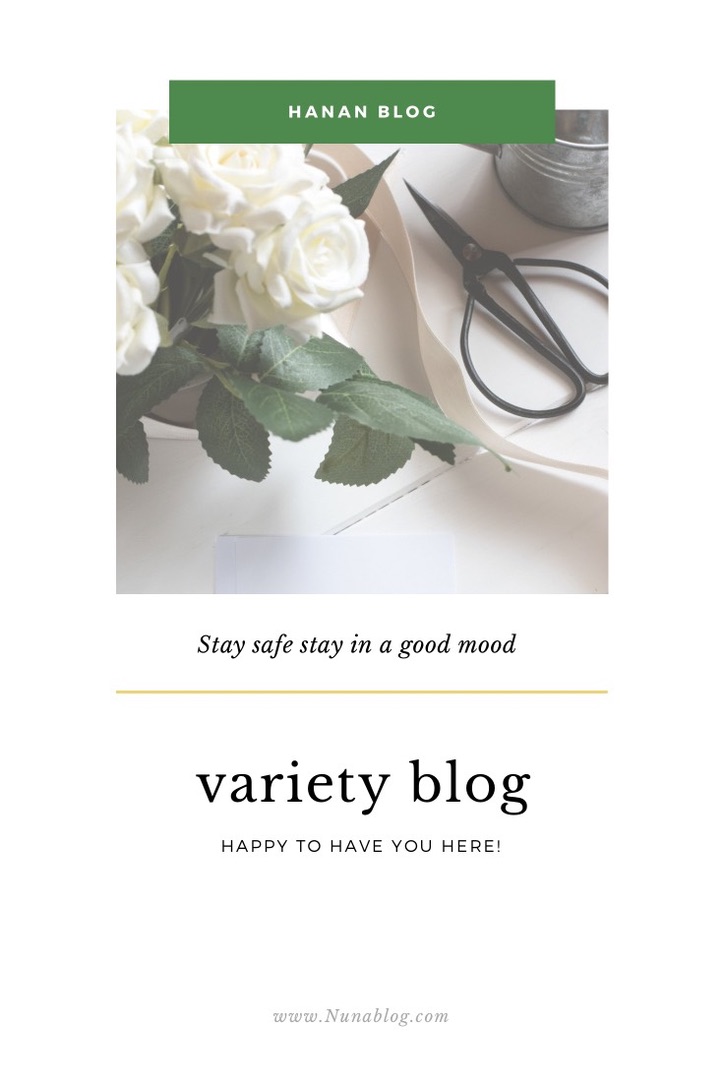 HANAN BLOG
Stay safe stay in a good mood
variety blog
HAPPY TO HAVE YOU HERE!
www.Nunablog.com